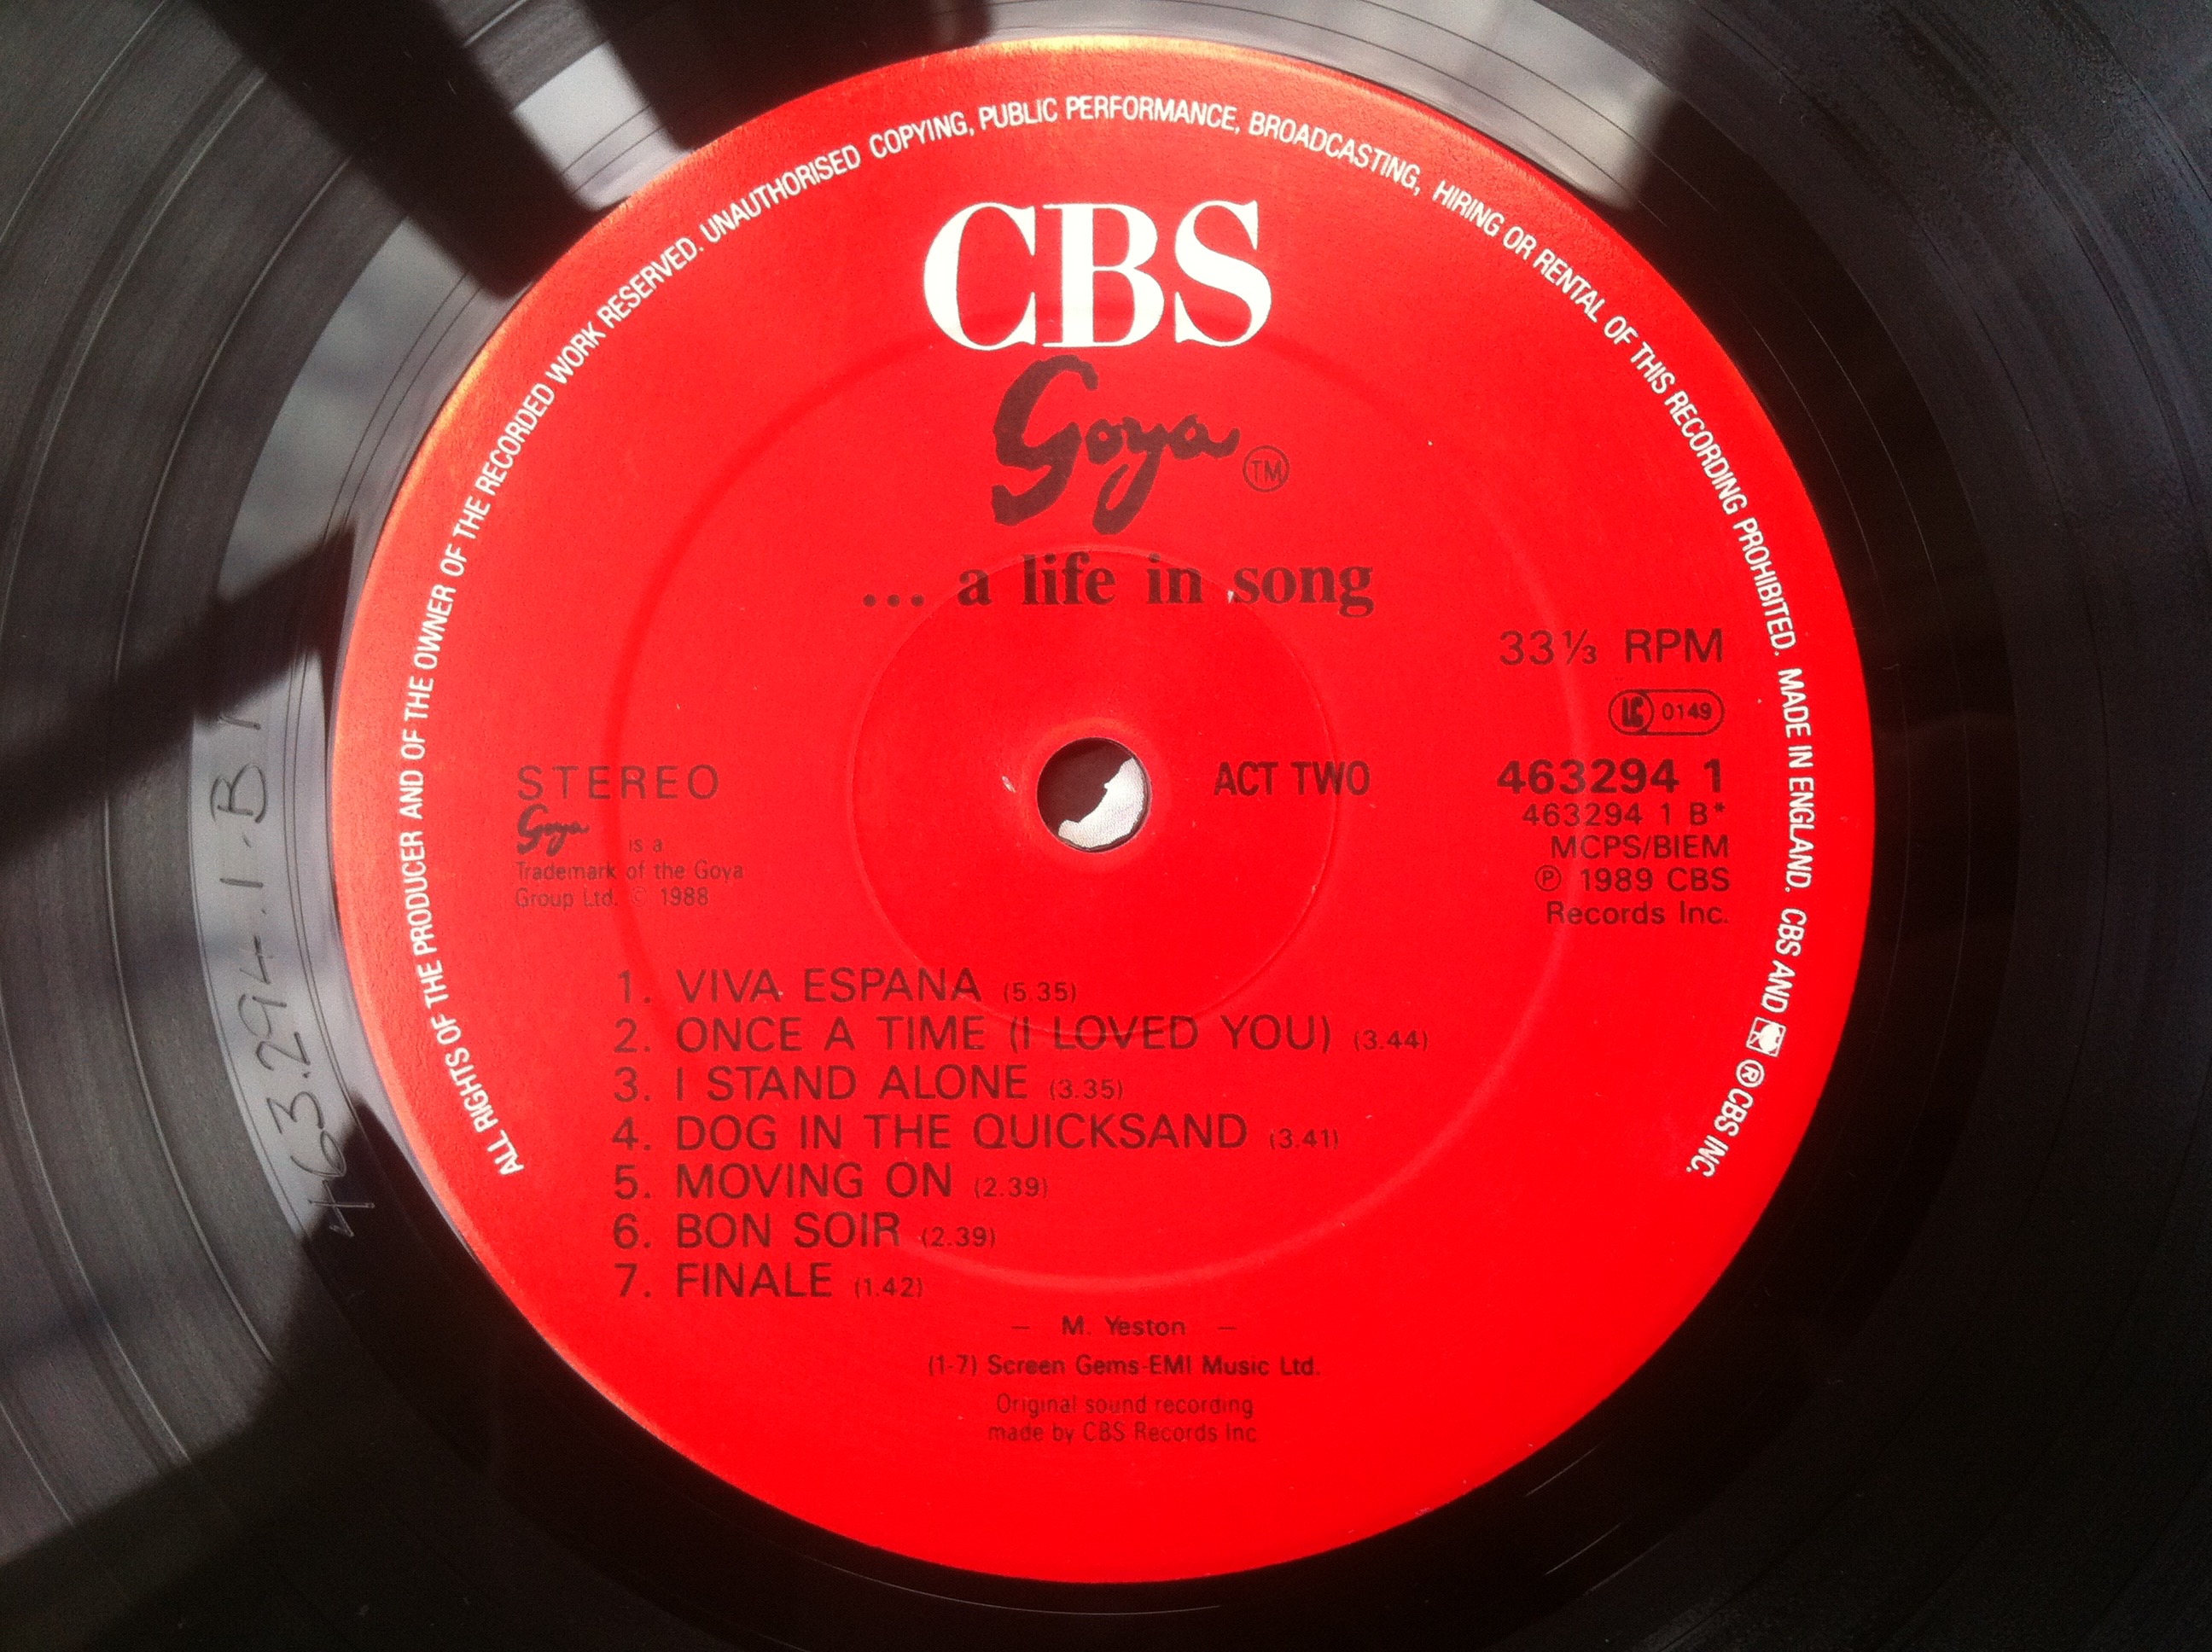 ALL RIGHTS OF THE PRODUCER AND OF THE OWNER OF THE RECORDED WORK RESERVED. UNAUTHORISED COPYING, PUBLIC PERFORMANCE, BROADCASTING, HIRING OR RENTAL OF THIS RECORDING PROHIBITED. MADE IN ENGLAND. CBS AND ® CBS INC.
CBS
Goya TM
... a life in song
33⅓ RPM
LC 0149
STEREO
Goya is a
Trademark of the Goya
Group Ltd. © 1988
ACT TWO
463294 1
463294 1 B*
MCPS/BIEM
℗ 1989 CBS
Records Inc.
1. VIVA ESPANA (5.35)
2. ONCE A TIME (I LOVED YOU) (3.44)
3. I STAND ALONE (3.35)
4. DOG IN THE QUICKSAND (3.41)
5. MOVING ON (2.39)
6. BON SOIR (2.39)
7. FINALE (1.42)
– M. Yeston –
(1-7) Screen Gems-EMI Music Ltd.
Original sound recording
made by CBS Records Inc
463.294.1.B